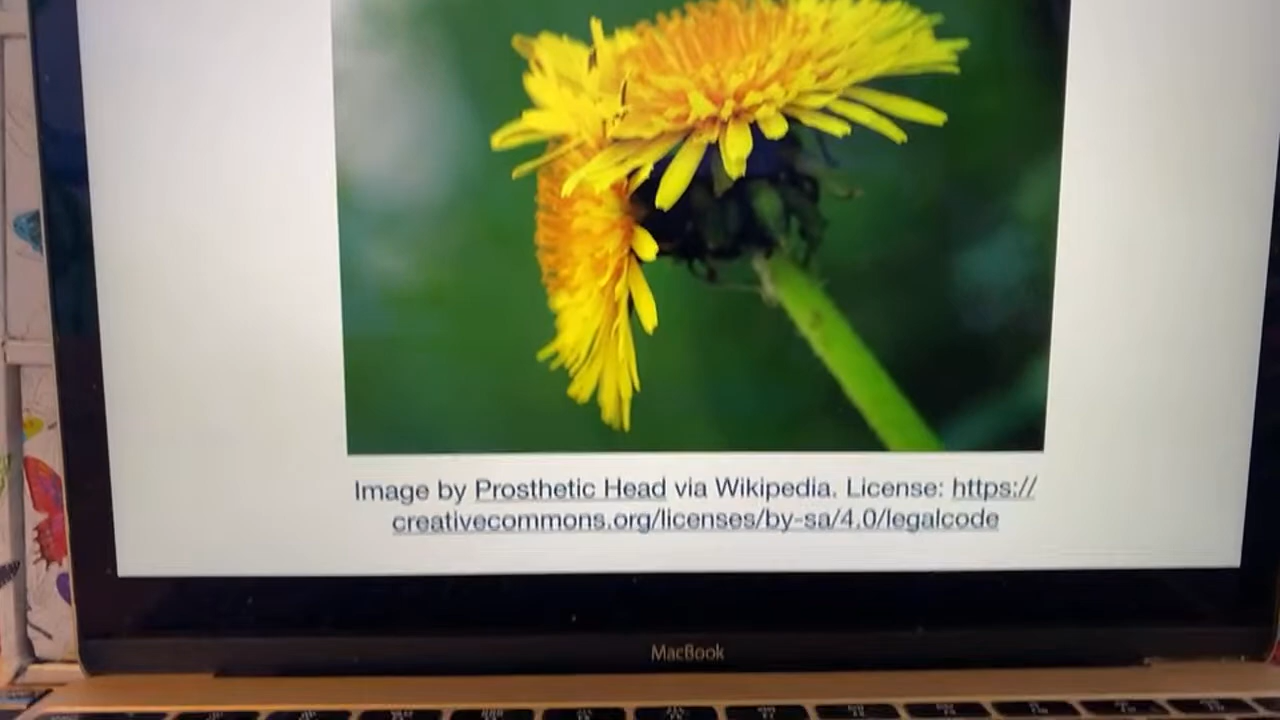 Image by Prosthetic Head via Wikipedia. License: https://
creativecommons.org/licenses/by-sa/4.0/legalcode
MacBook